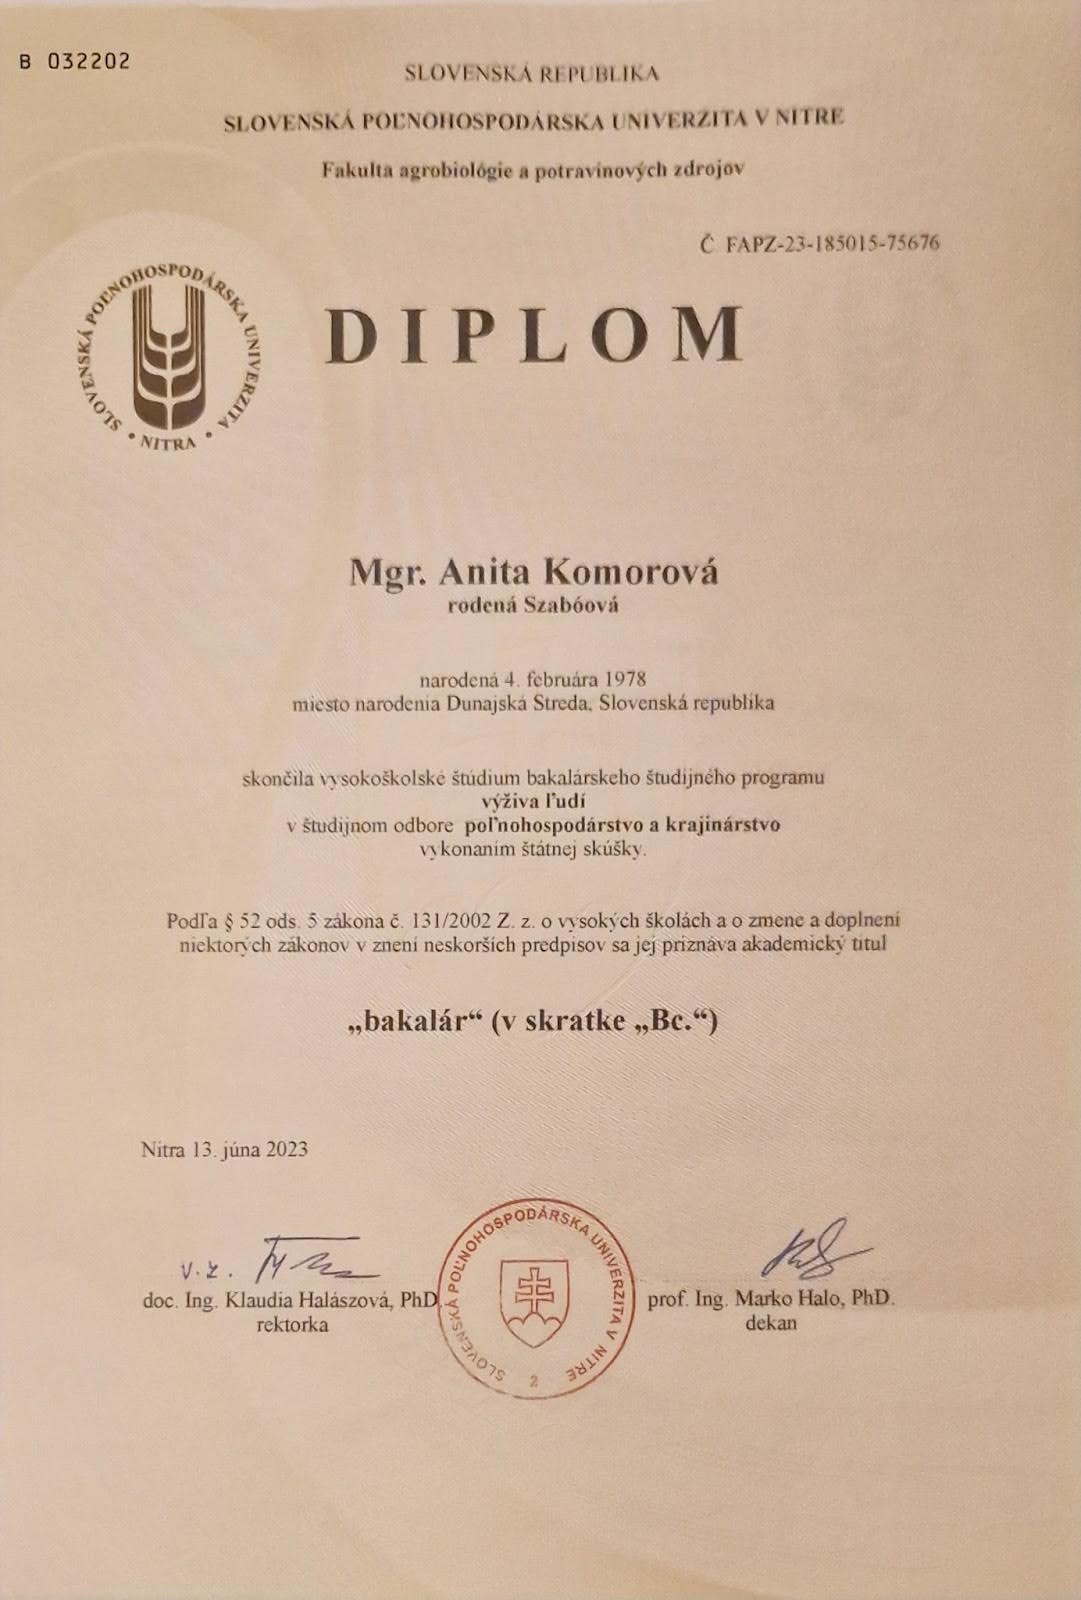 B 032202
SLOVENSKÁ REPUBLIKA
SLOVENSKÁ POĽNOHOSPODÁRSKA UNIVERZITA V NITRE
Fakulta agrobiológie a potravinových zdrojov
Č FAPZ-23-185015-75676
SLOVENSKÁ POĽNOHOSPODÁRSKA UNIVERZITA
• NITRA •
DIPLOM
Mgr. Anita Komorová
rodená Szabóová
narodená 4. februára 1978
miesto narodenia Dunajská Streda, Slovenská republika
skončila vysokoškolské štúdium bakalárskeho študijného programu
výživa ľudí
v študijnom odbore poľnohospodárstvo a krajinárstvo
vykonaním štátnej skúšky.
Podľa § 52 ods. 5 zákona č. 131/2002 Z. z. o vysokých školách a o zmene a doplnení
niektorých zákonov v znení neskorších predpisov sa jej priznáva akademický titul
„bakalár“ (v skratke „Bc.“)
Nitra 13. júna 2023
v.z.
doc. Ing. Klaudia Halászová, PhD
rektorka
SLOVENSKÁ POĽNOHOSPODÁRSKA UNIVERZITA V NITRE
2
prof. Ing. Marko Halo, PhD.
dekan